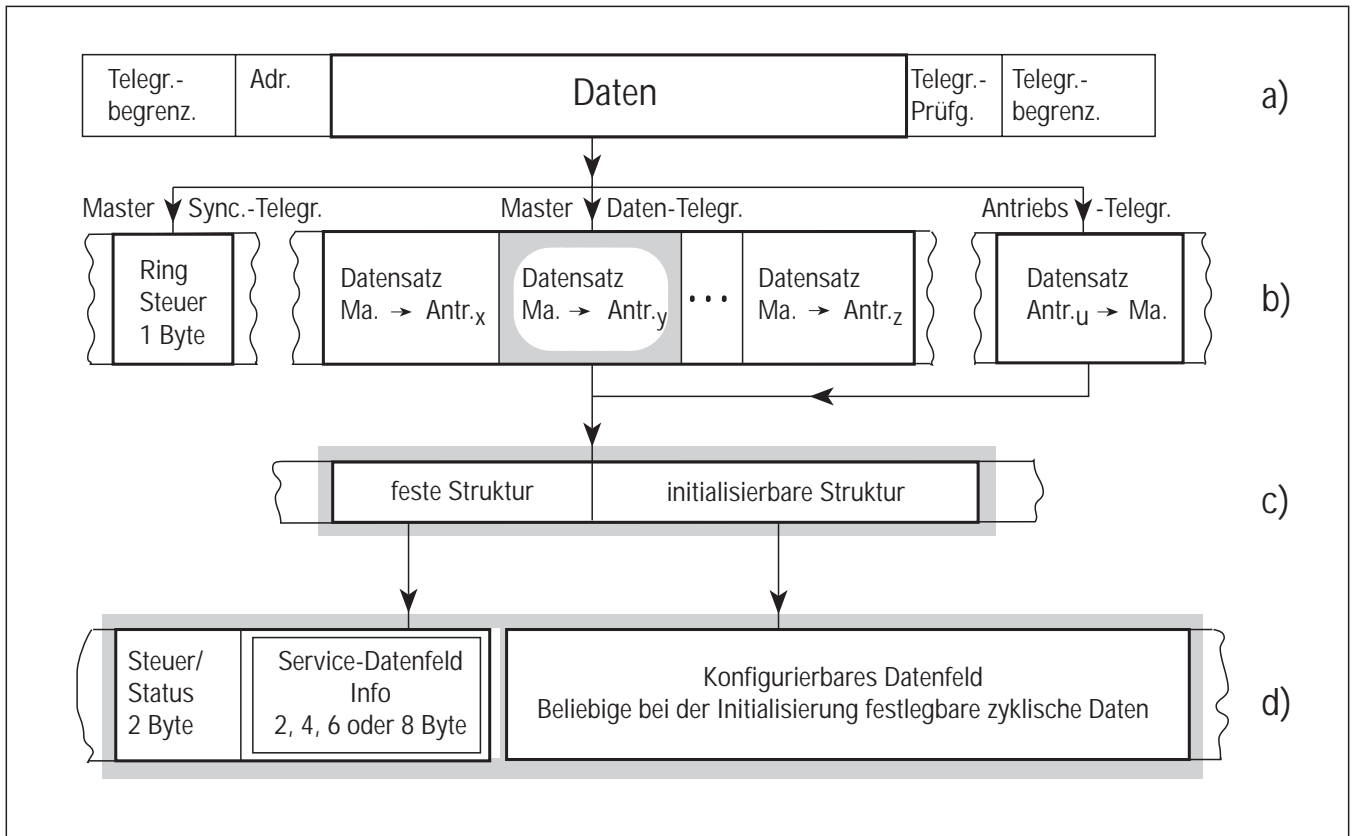 Telegr.-
begrenz.
Adr.
Daten
Telegr.-
Prüfg.
Telegr.-
begrenz.
a)
Master Sync.-Telegr.
Master Daten-Telegr.
Antriebs -Telegr.
Ring
Steuer
1 Byte
Datensatz
Ma. → Antr.x
Datensatz
Ma. → Antr.y
• • •
Datensatz
Ma. → Antr.z
Datensatz
Antr.u → Ma.
b)
feste Struktur
initialisierbare Struktur
c)
Steuer/
Status
2 Byte
Service-Datenfeld
Info
2, 4, 6 oder 8 Byte
Konfigurierbares Datenfeld
Beliebige bei der Initialisierung festlegbare zyklische Daten
d)